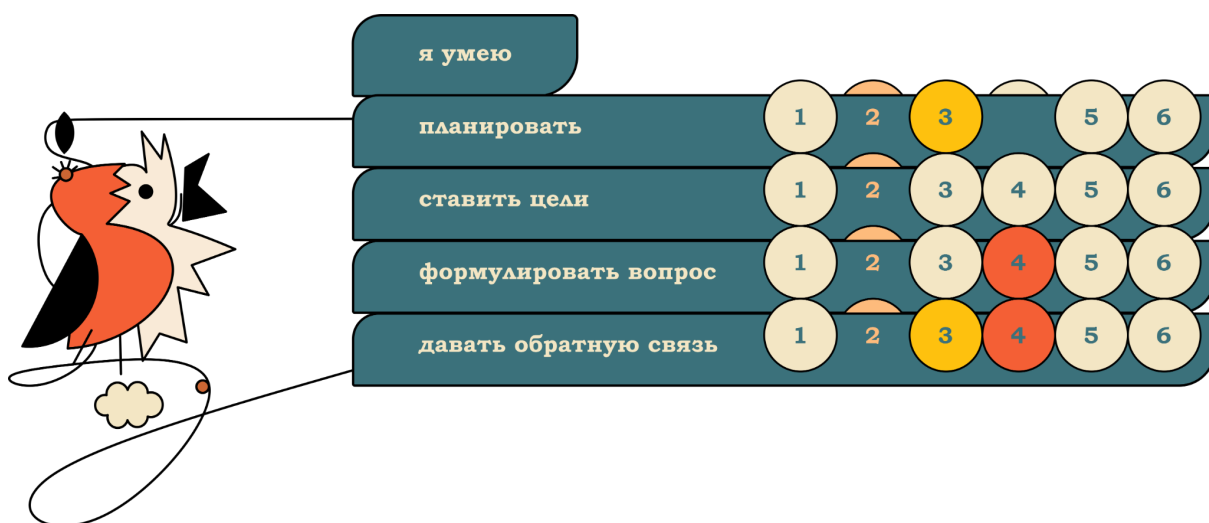 я умею
планировать 1 2 3 5 6
ставить цели 1 2 3 4 5 6
формулировать вопрос 1 2 3 4 5 6
давать обратную связь 1 2 3 4 5 6